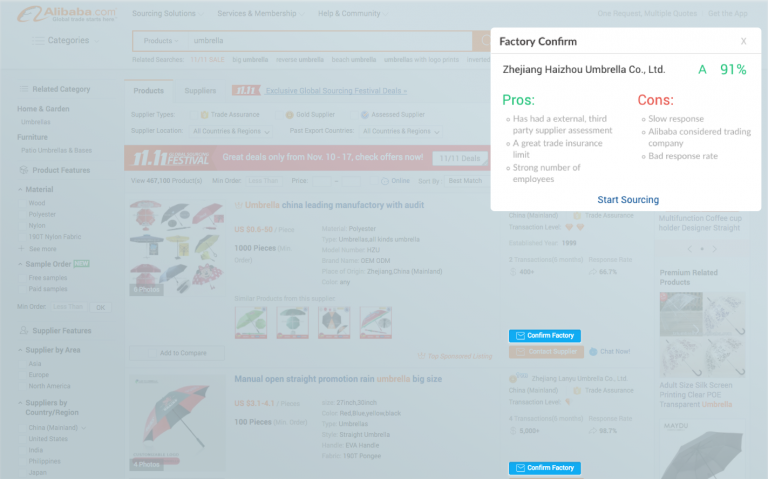 Alibaba.com
Global trade starts here
Sourcing Solutions
Services & Membership
Help & Community
One Request, Multiple Quotes
Get the App
Categories
Products
umbrella
Related Searches: 11/11 SALE big umbrella reverse umbrella beach umbrella umbrellas with logo prints inverted
Factory Confirm
X
Zhejiang Haizhou Umbrella Co., Ltd.
A 91%
Pros:
Has had a external, third
party supplier assessment
A great trade insurance
limit
Strong number of
employees
Cons:
Slow response
Alibaba considered trading
company
Bad response rate
Start Sourcing
Related Category
Home & Garden
Umbrellas
Furniture
Patio Umbrellas & Bases
Product Features
Material
Wood
Polyester
Nylon
190T Nylon Fabric
See more
Sample Order
Free samples
Paid samples
Min Order Less Than OK
Supplier Features
Supplier by Area
Asia
Europe
North America
Suppliers by
Country/Region
China (Mainland)
United States
India
Philippines
Japan
Products
Suppliers
11.11 Exclusive Global Sourcing Festival Deals
Supplier Types: Trade Assurance Gold Supplier Assessed Supplier
Supplier Location: All Countries & Regions Past Export Countries: All Countries & Regions
11.11 GLOBAL SOURCING FESTIVAL
Great deals only from Nov. 10 - 17, check offers now!
11/11 Deals
View 467,100 Product(s) Min Order: Less Than Price: Online Sort By: Best Match
Umbrella china leading manufactory with audit
1000 Pieces (Min.
Order)
Material: Polyester
Type: Umbrella,all kinds umbrella
Model Number: HZU
Brand Name: OEM ODM
Place of Origin: Zhejiang,China (Mainland)
Color: any
6 Photos
Similar Products from this supplier
Add to Compare
Top Sponsored Listing
China (Mainland) Trade Assurance
Transaction Level:
Established Year: 1995
Transactions(6 months) Response Rate
Confirm Factory
Contact Supplier
Chat Now!
Manual open straight promotion rain umbrella big size
US $3.1-4.1 / Pieces
100 Pieces (Min. Order)
Size: 27inch,30inch
Color: Red,Blue,yellow,black
Type: Umbrellas
Style: Straight Umbrella
Handle: EVA Handle
Fabric: 190T Pongee
4 Photos
Zhejiang Lanyu Umbrella Co., Ltd.
China (Mainland) Trade Assurance
Transaction Level:
Transactions(6 months) Response Rate
5,000+
Confirm Factory
Multifunction Coffee cup
holder Designer Straight
Premium Related
Products
Adult Size Silk Screen
Printing Clear POE
Transparent Umbrella
MAYOU